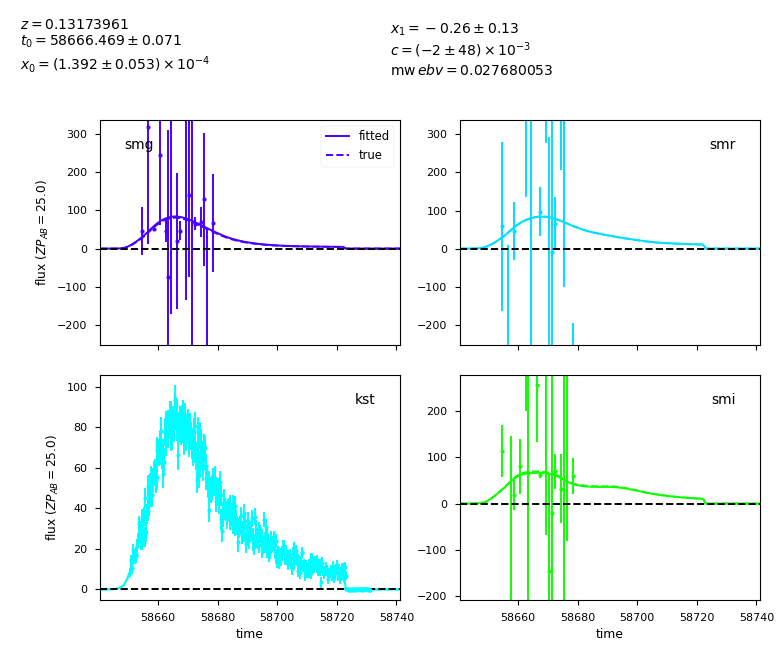 z = 0.13173961
t₀ = 58666.469 ± 0.071
x₀ = (1.392 ± 0.053) × 10⁻⁴
x₁ = −0.26 ± 0.13
c = (−2 ± 48) × 10⁻³
mw ebv = 0.027680053
smg
fitted
true
300
200
100
0
−100
−200
flux (ZP_AB = 25.0)
smr
300
200
100
0
−100
−200
kst
100
80
60
40
20
0
flux (ZP_AB = 25.0)
58660 58680 58700 58720 58740
time
smi
200
100
0
−100
−200
58660 58680 58700 58720 58740
time